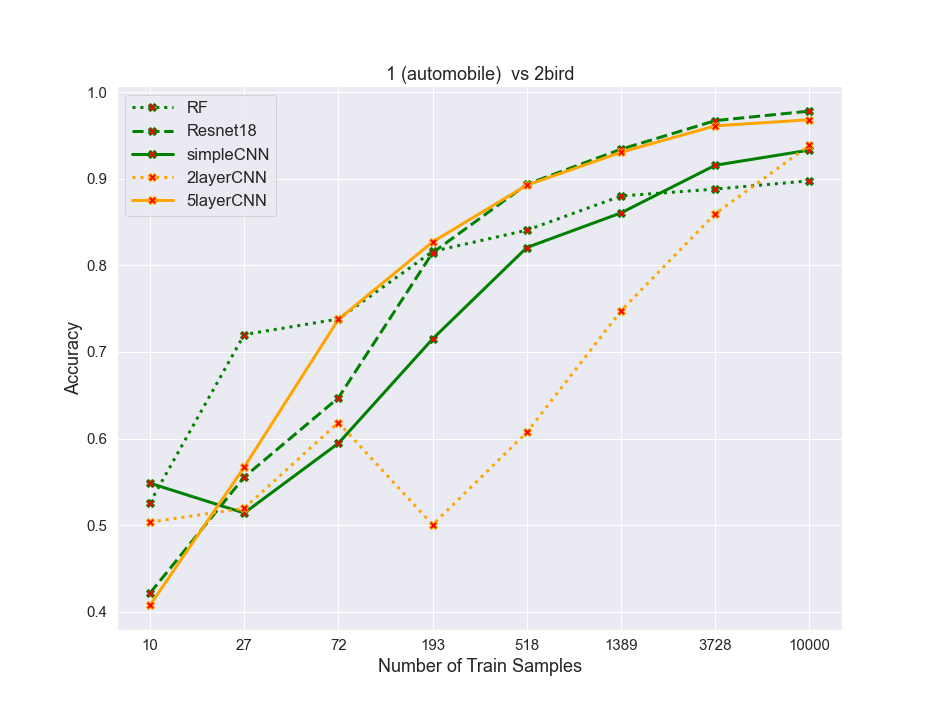 1 (automobile)  vs 2bird
RF
Resnet18
simpleCNN
2layerCNN
5layerCNN
1.0
0.9
0.8
0.7
0.6
0.5
0.4
Accuracy
10 27 72 193 518 1389 3728 10000
Number of Train Samples